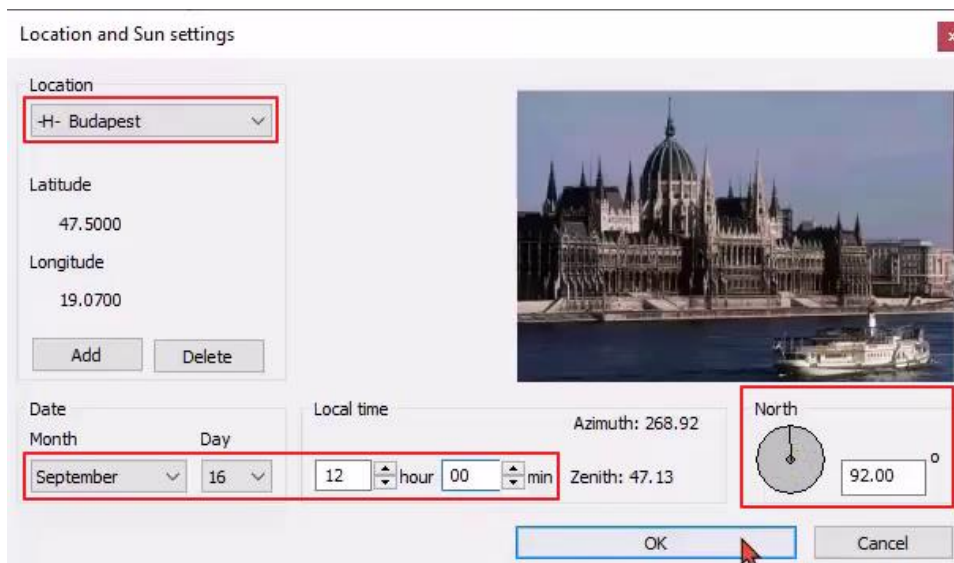 Location and Sun settings
Location
-H- Budapest
Latitude
47.5000
Longitude
19.0700
Add Delete
Date
Month Day
September 16
Local time
12 hour 00 min
Azimuth: 268.92
Zenith: 47.13
North
92.00 °
OK Cancel